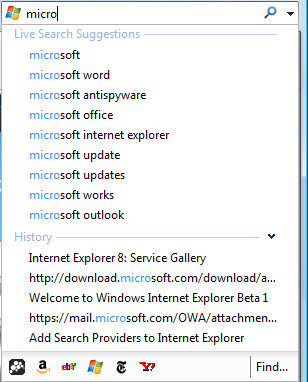 micro
Live Search Suggestions
microsoft
microsoft word
microsoft antispyware
microsoft office
microsoft internet explorer
microsoft update
microsoft updates
microsoft works
microsoft outlook
History
Internet Explorer 8: Service Gallery
http://download.microsoft.com/download/a...
Welcome to Windows Internet Explorer Beta 1
https://mail.microsoft.com/OWA/attachmen...
Add Search Providers to Internet Explorer
a ebY T Y! Find...